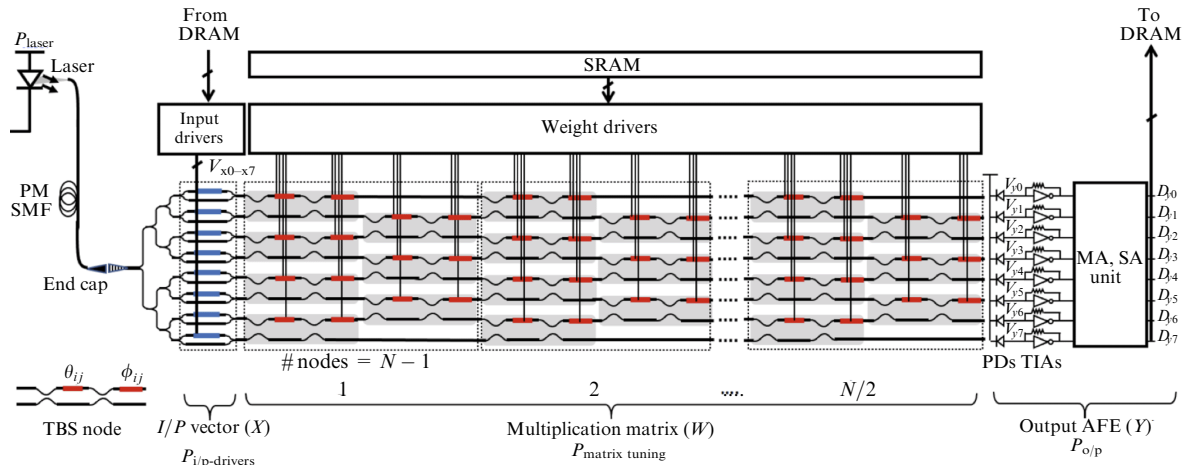 From DRAM
To DRAM
P_laser
Laser
SRAM
Input drivers
Weight drivers
V_x0–x7
PM SMF
End cap
V_y0
V_y1
V_y2
V_y3
V_y4
V_y5
V_y6
V_y7
MA, SA unit
D_y0
D_y1
D_y2
D_y3
D_y4
D_y5
D_y6
D_y7
# nodes = N − 1
PDs TIAs
θ_ij ϕ_ij
1 2 ..... N/2
TBS node
I/P vector (X)
Multiplication matrix (W)
Output AFE (Y)
P_i/p-drivers
P_matrix tuning
P_o/p